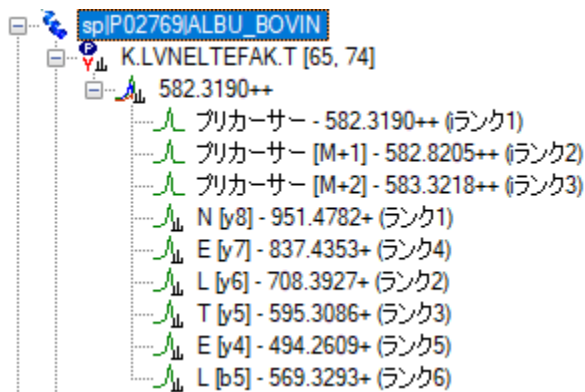 sp|P02769|ALBU_BOVIN
K.LVNELTEFAK.T [65, 74]
582.3190++
プリカーサー - 582.3190++ (iランク1)
プリカーサー [M+1] - 582.8205++ (iランク2)
プリカーサー [M+2] - 583.3218++ (iランク3)
N [y8] - 951.4782+ (ランク1)
E [y7] - 837.4353+ (ランク4)
L [y6] - 708.3927+ (ランク2)
T [y5] - 595.3086+ (ランク3)
E [y4] - 494.2609+ (ランク5)
L [b5] - 569.3293+ (ランク6)